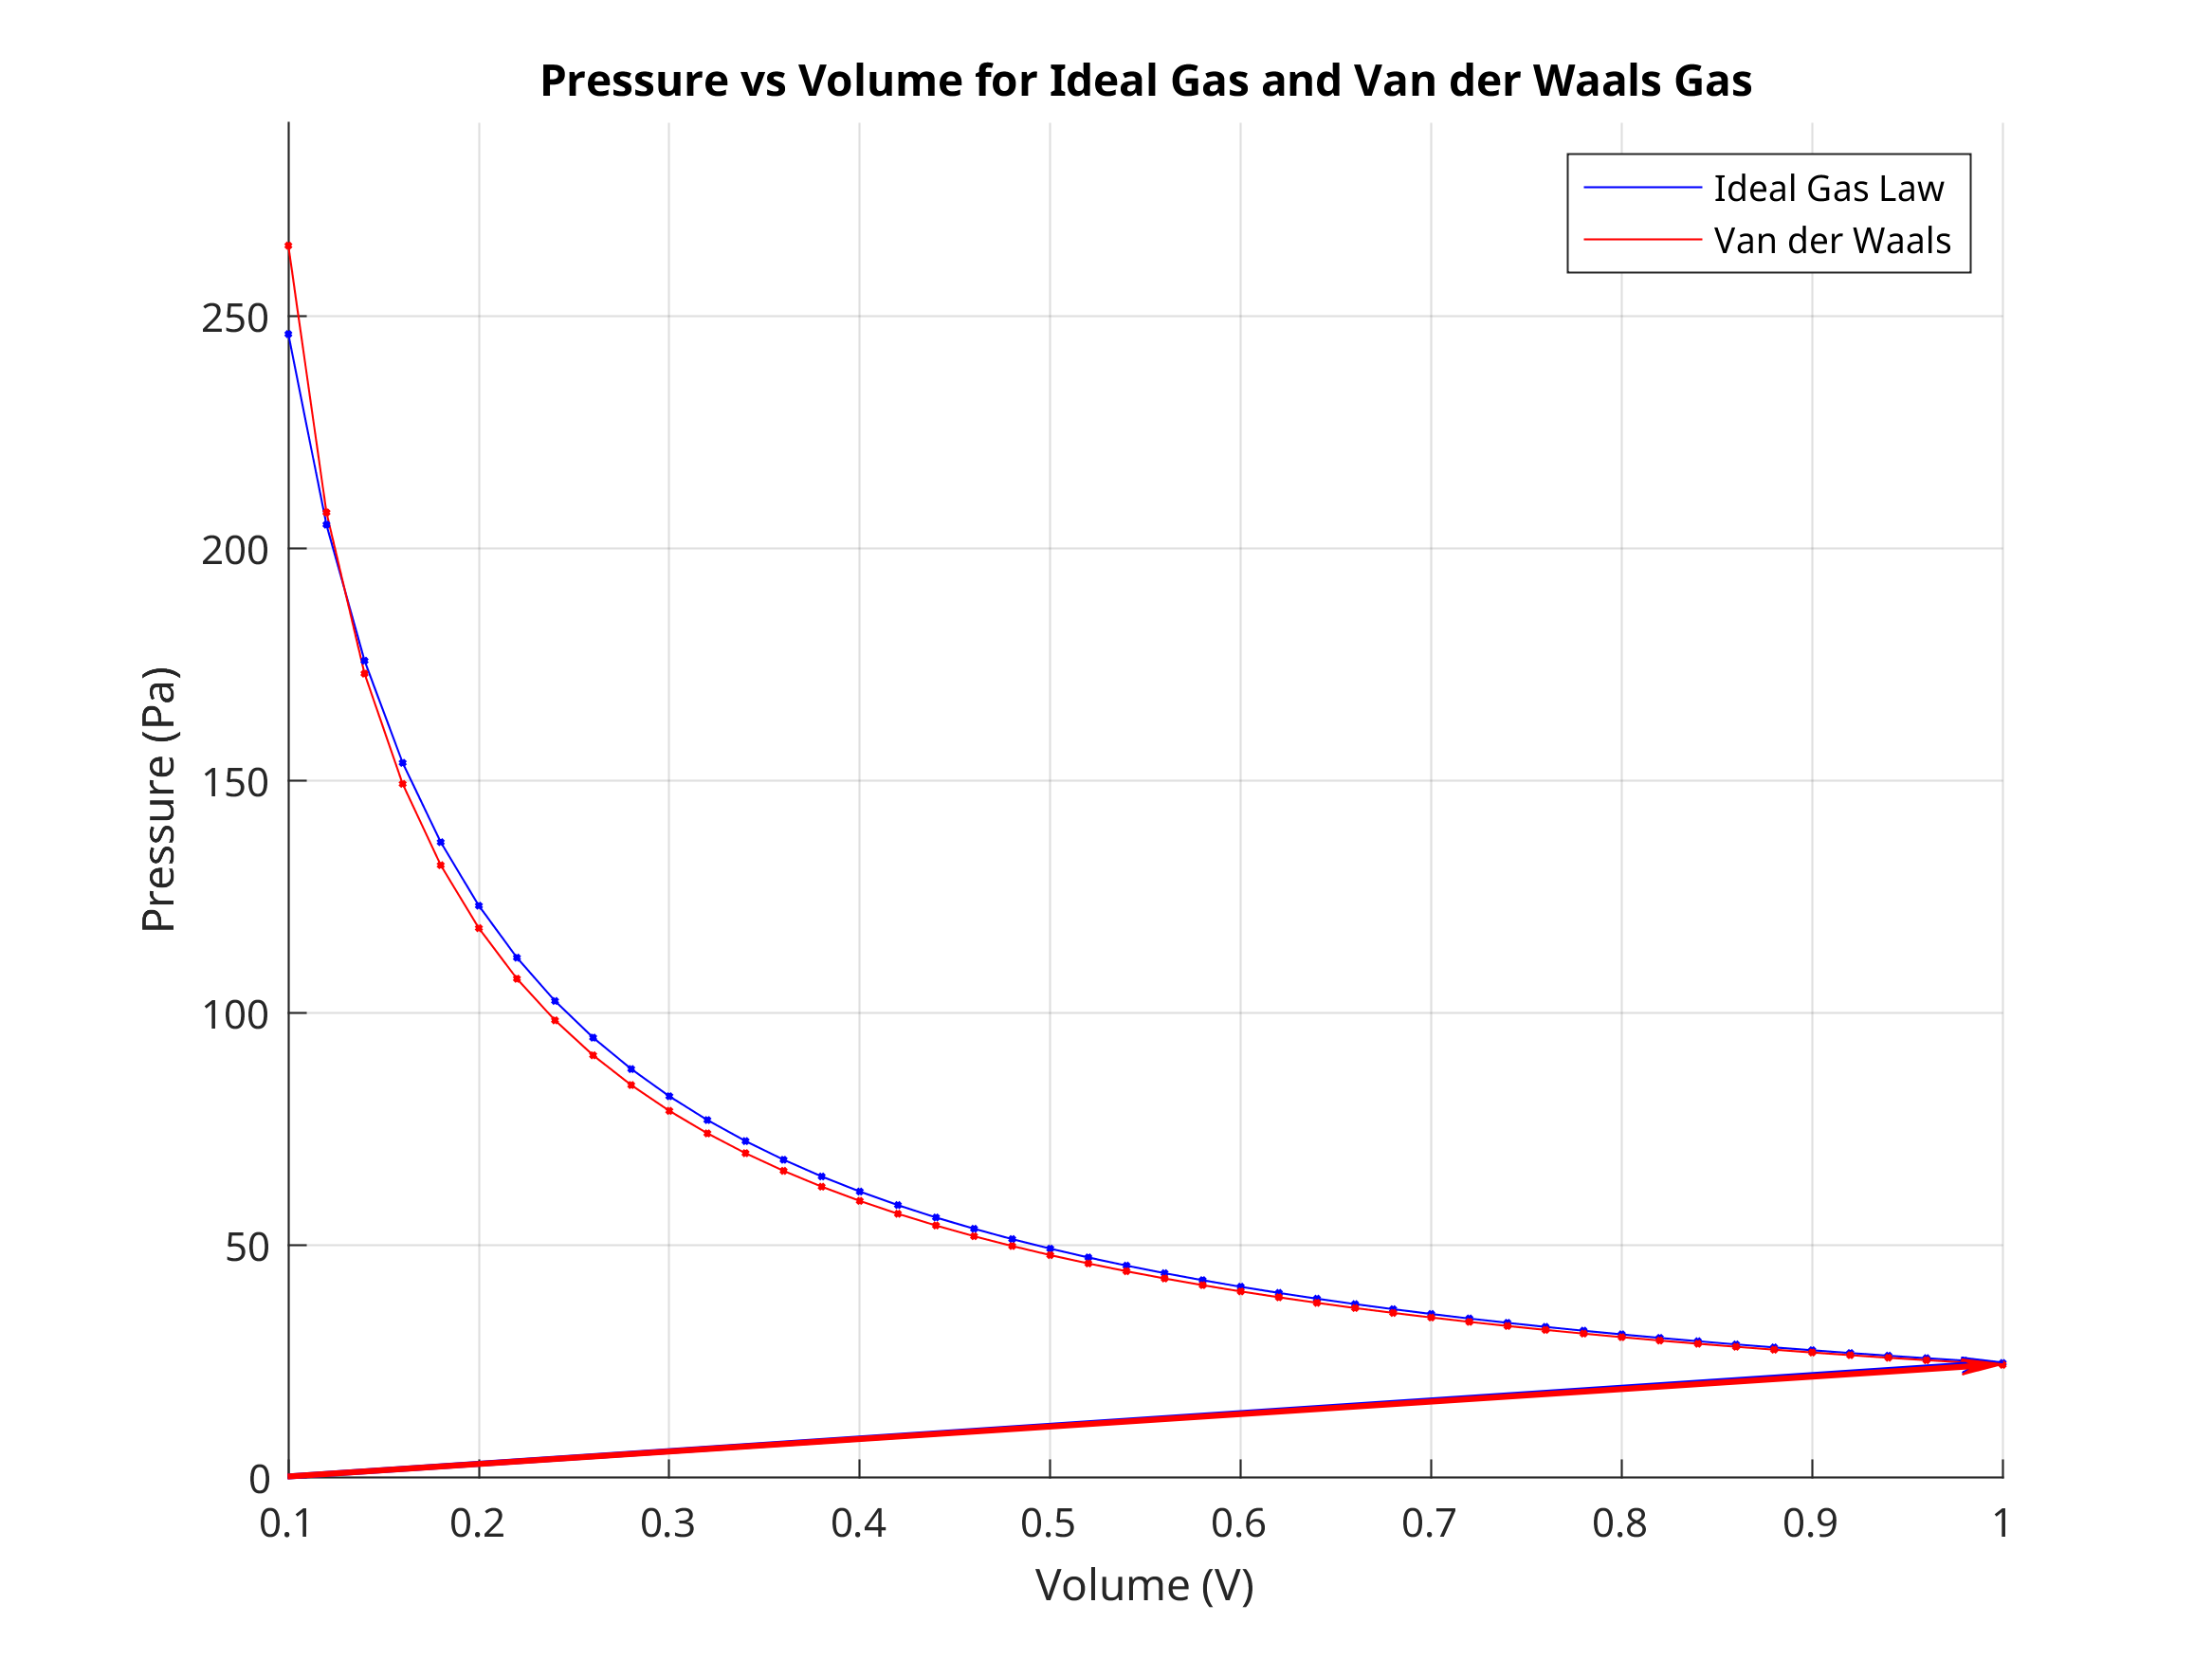 Pressure vs Volume for Ideal Gas and Van der Waals Gas
Ideal Gas Law
Van der Waals
Pressure (Pa)
250
200
150
100
50
0
0.1 0.2 0.3 0.4 0.5 0.6 0.7 0.8 0.9 1
Volume (V)